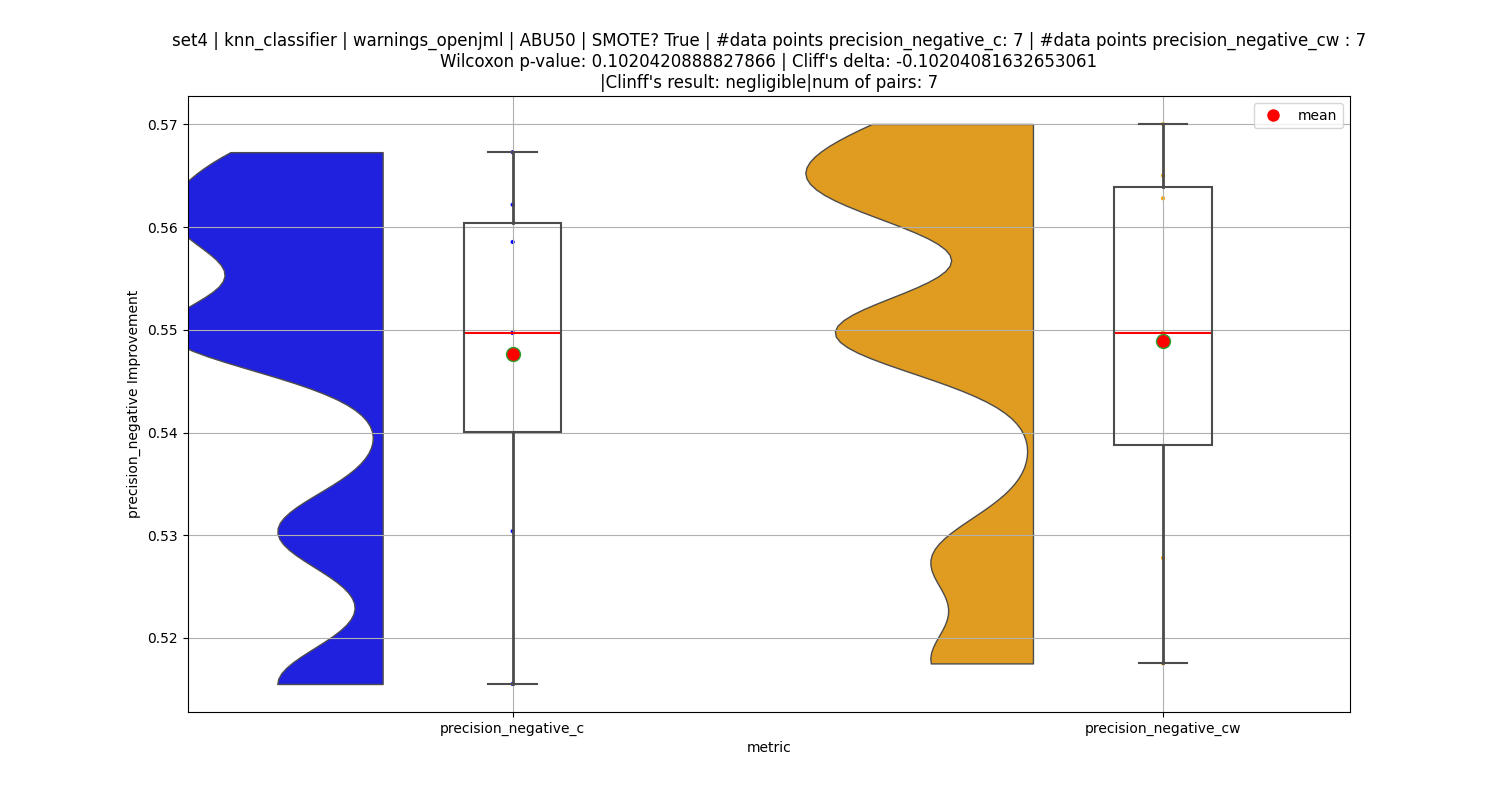 set4 | knn_classifier | warnings_openjml | ABU50 | SMOTE? True | #data points precision_negative_c: 7 | #data points precision_negative_cw : 7
Wilcoxon p-value: 0.1020420888827866 | Cliff's delta: -0.10204081632653061
|Clinff's result: negligible|num of pairs: 7
mean
0.57
0.56
0.55
0.54
0.53
0.52
precision_negative Improvement
precision_negative_c
precision_negative_cw
metric